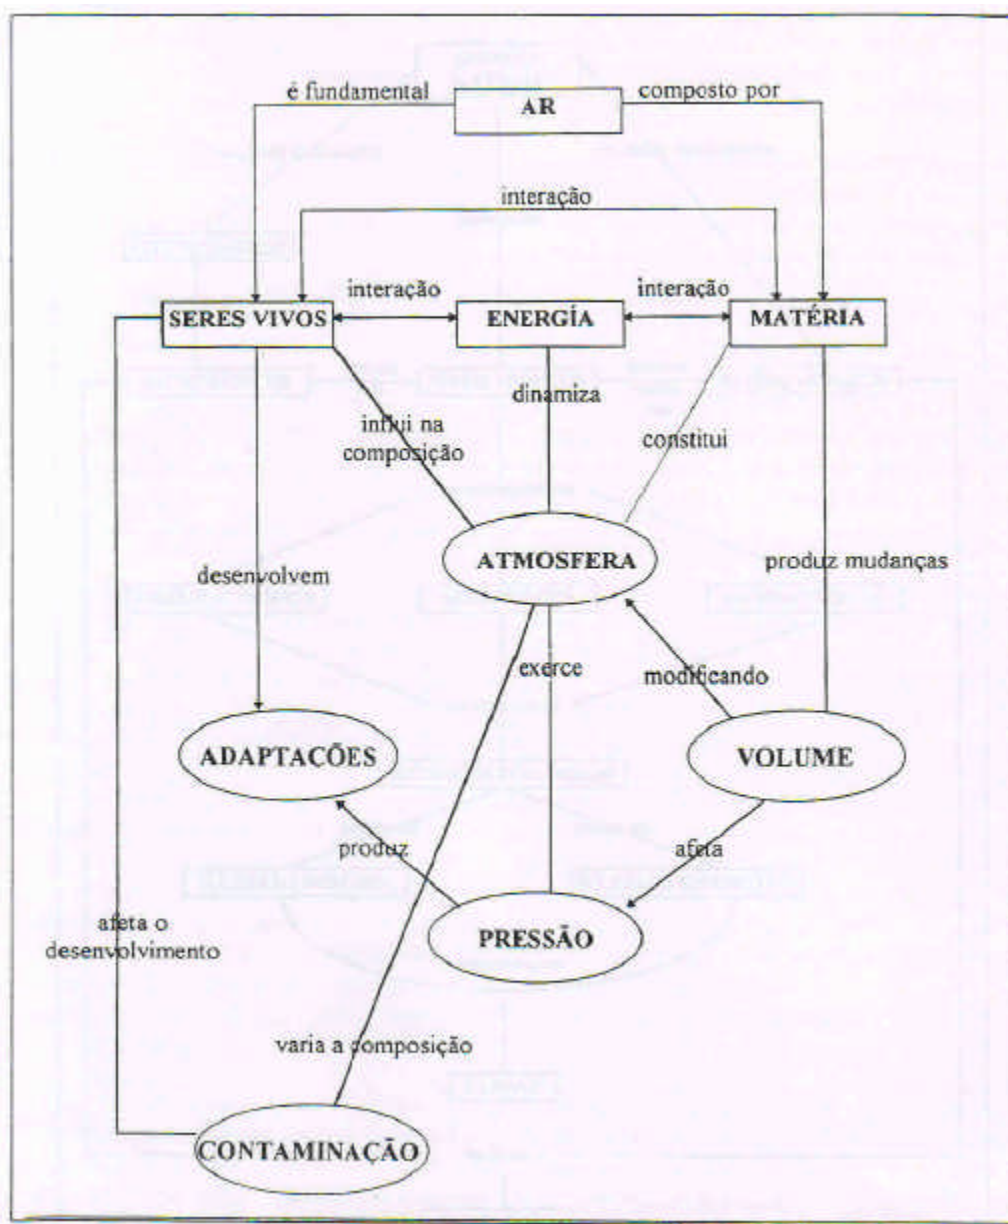 é fundamental
AR
composto por
interação
interação
interação
SERES VIVOS
ENERGÍA
MATÉRIA
dinamiza
influi na
composição
constitui
ATMOSFERA
desenvolvem
produz mudanças
exerce
modificando
ADAPTACÕES
VOLUME
produz
afeta
PRESSÃO
afeta o
desenvolvimento
varia a composição
CONTAMINAÇÃO